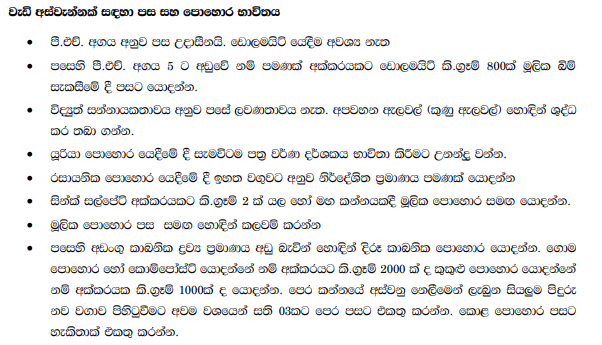 වැඩි අස්වැන්නක් සඳහා පස සහ පොහොර භාවිතය
• පී.එච්. අගය අනුව පස උදාසීනයි. ඩොලමයිට් යෙදීම අවශ්‍ය නැත
• පසෙහි පී.එච්. අගය 5 ට අඩුවේ නම් පමණක් අක්කරයකට ඩොලමයිට් කි.ග්‍රෑම් 800ක් මූලික බිම්
සැකසීමේ දී පසට යොදන්න.
• විද්‍යුත් සන්නායකතාවය අනුව පසේ ලවණතාවය නැත. අපවහන ඇලවල් (කුණු ඇලවල්) හොඳින් ශුද්ධ
කර තබා ගන්න.
• යූරියා පොහොර යෙදීමේ දී සැමවිටම පත්‍ර වර්ණ දර්ශකය භාවිතා කිරීමට උනන්දු වන්න.
• රසායනික පොහොර යෙදීමේ දී ඉහත වගුවට අනුව නිර්දේශිත ප්‍රමාණය පමණක් යොදන්න
• සින්ක් සල්පේට් අක්කරයකට කි.ග්‍රෑම් 2 ක් යල හෝ මහ කන්නයකදී මූලික පොහොර සමඟ යොදන්න.
• මූලික පොහොර පස සමඟ හොඳින් කලවම් කරන්න
• පසෙහි අඩංගු කාබනික ද්‍රව්‍ය ප්‍රමාණය අඩු බැවින් හොඳින් දිරූ කාබනික පොහොර යොදන්න. ගොම
පොහොර හෝ කොම්පෝස්ට් යොදන්නේ නම් අක්කරයට කි.ග්‍රෑම් 2000 ක් ද කුකුළු පොහොර යොදන්නේ
නම් අක්කරයක කි.ග්‍රෑම් 1000ක් ද යොදන්න. පෙර කන්නයේ අස්වනු නෙලීමෙන් ලැබුන සියලුම පිදුරු
නව වගාව පිහිටුවීමට අවම වශයෙන් සති 03කට පෙර පසට එකතු කරන්න. කොළ පොහොර පසට
හැකිතාක් එකතු කරන්න.